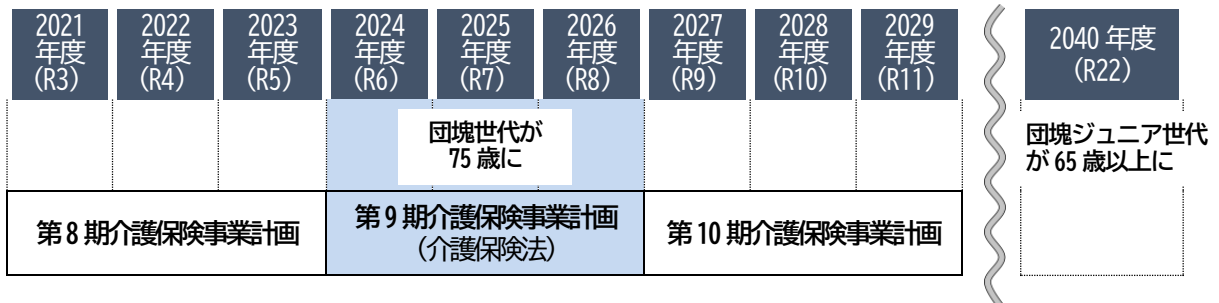 2021
年度
(R3)
2022
年度
(R4)
2023
年度
(R5)
2024
年度
(R6)
2025
年度
(R7)
2026
年度
(R8)
2027
年度
(R9)
2028
年度
(R10)
2029
年度
(R11)
2040 年度
(R22)
団塊世代が
75 歳に
団塊ジュニア世代
が 65 歳以上に
第 8 期介護保険事業計画
第 9 期介護保険事業計画
(介護保険法)
第 10 期介護保険事業計画